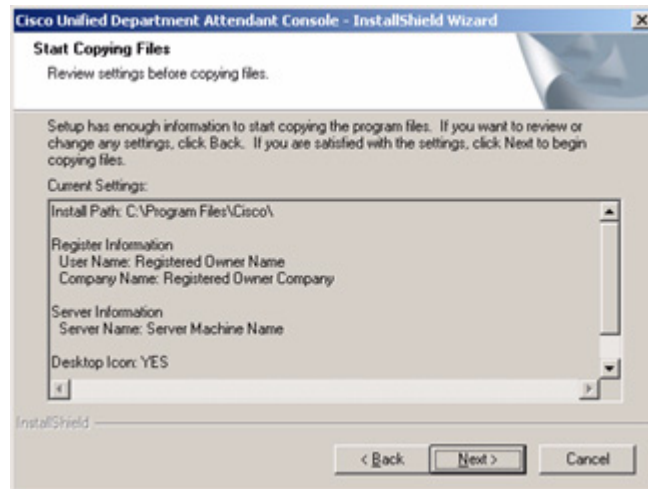 Cisco Unified Department Attendant Console - InstallShield Wizard
Start Copying Files
Review settings before copying files.
Setup has enough information to start copying the program files. If you want to review or
change any settings, click Back. If you are satisfied with the settings, click Next to begin
copying files.
Current Settings:
Install Path: C:\Program Files\Cisco\
Register Information
User Name: Registered Owner Name
Company Name: Registered Owner Company
Server Information
Server Name: Server Machine Name
Desktop Icon: YES
InstallShield
< Back
Next >
Cancel